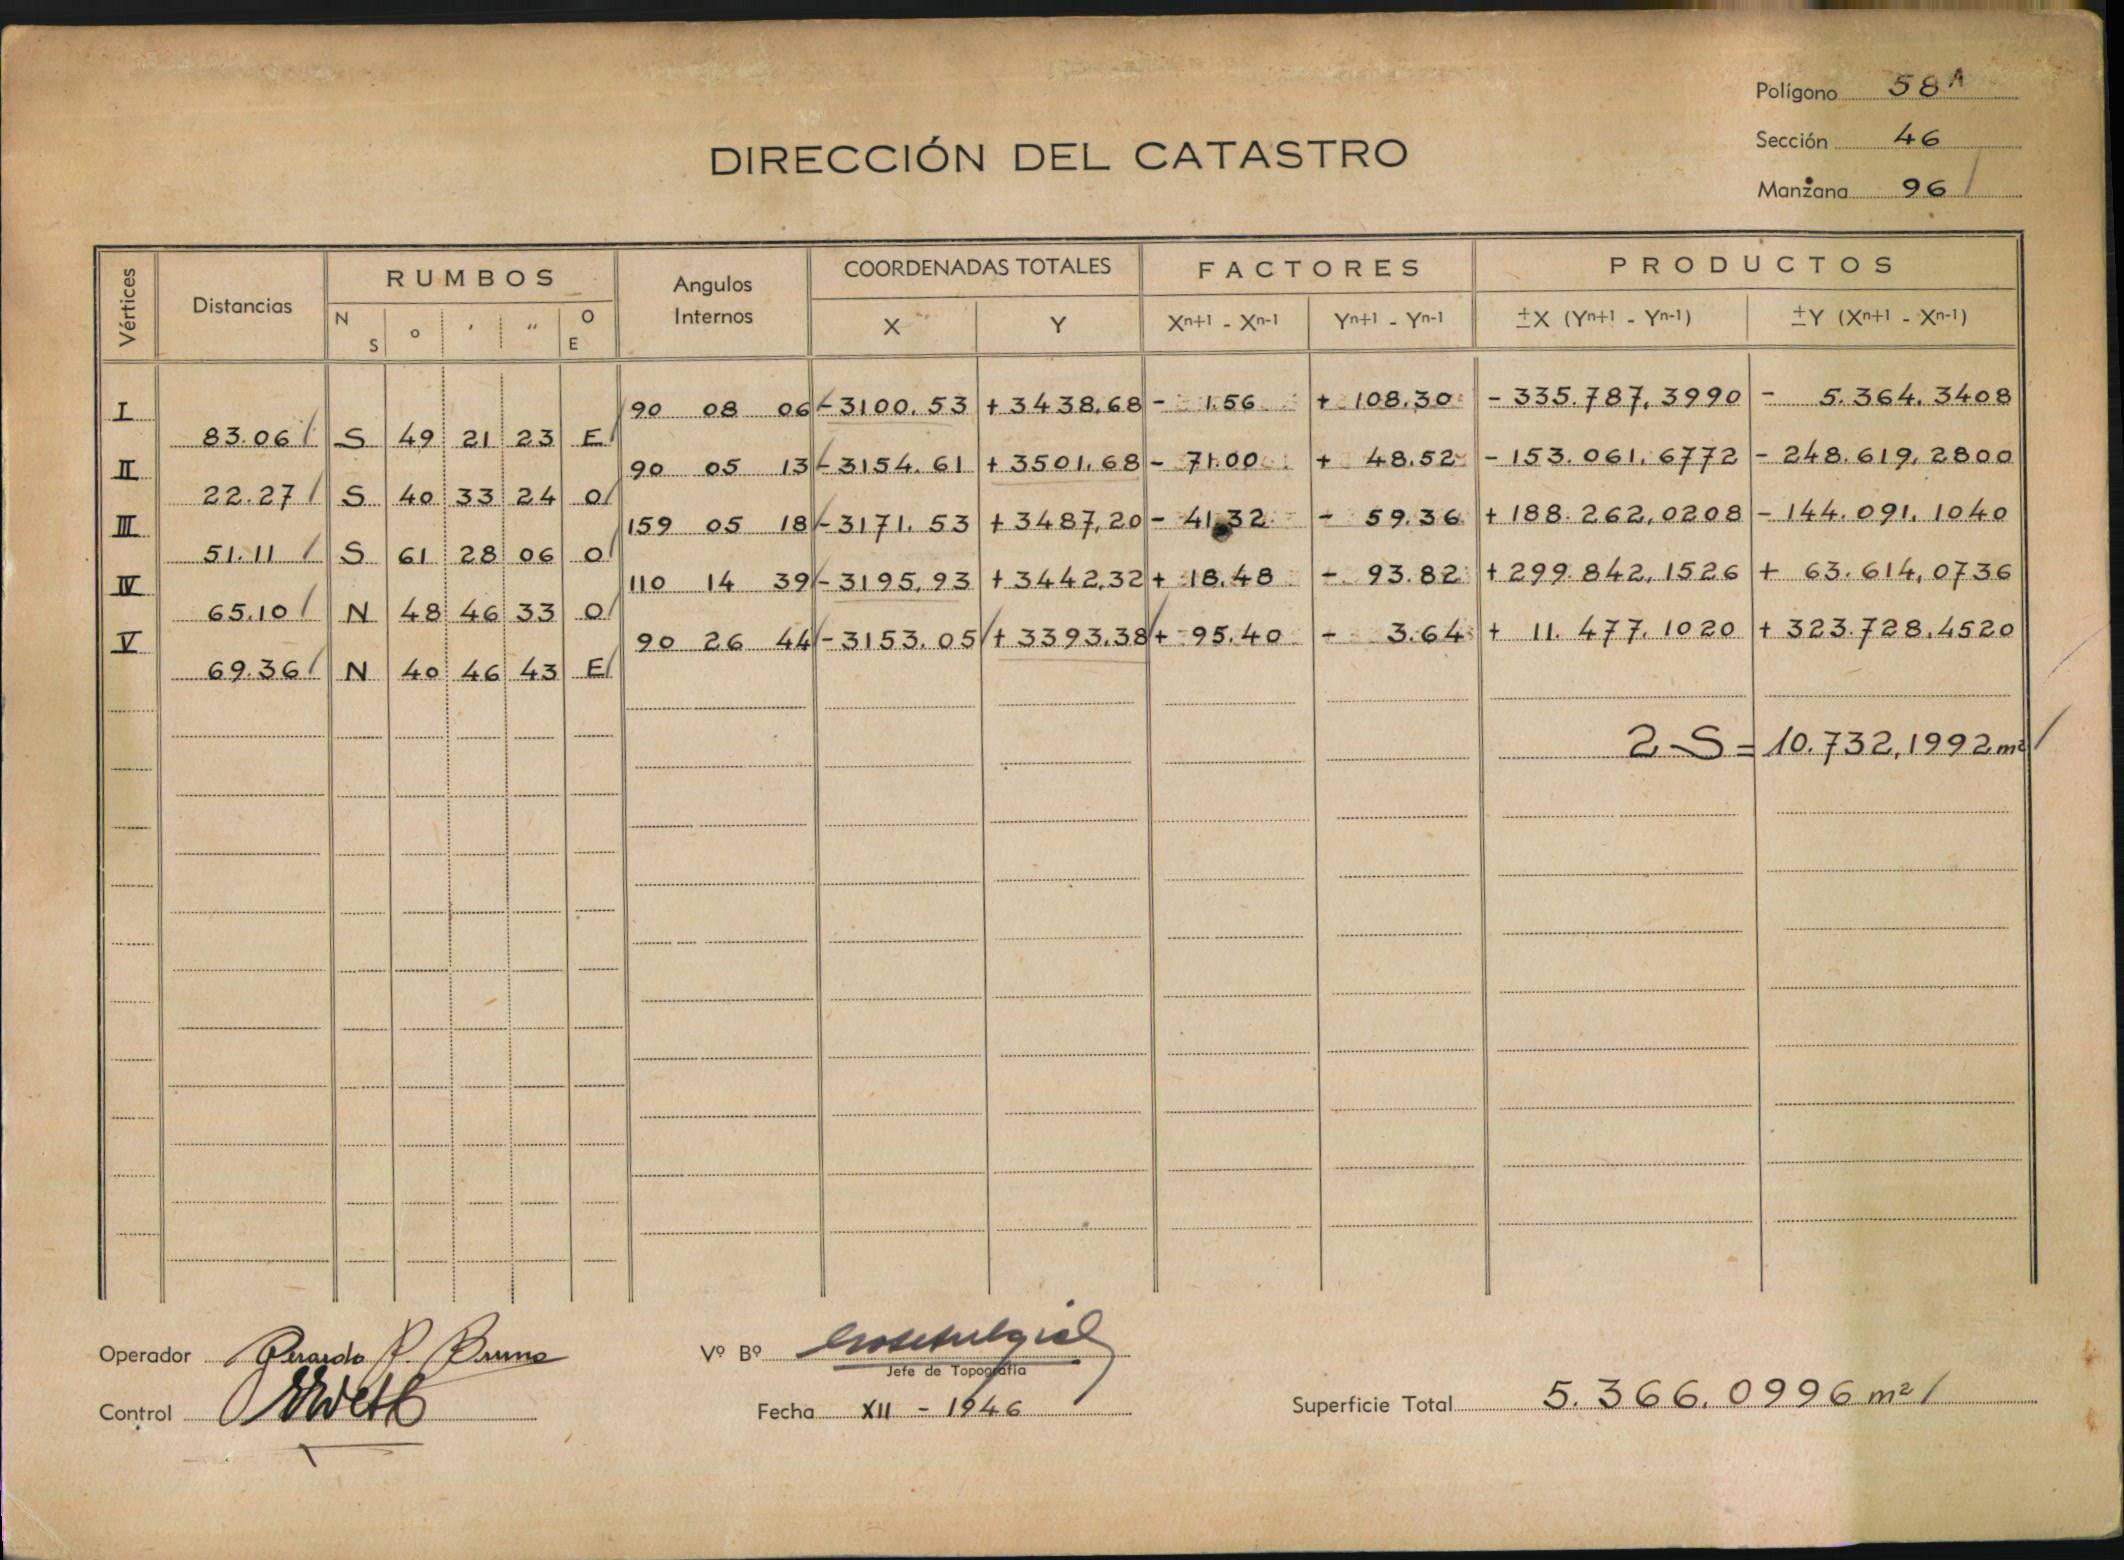 Polígono 58A
Sección 46
Manzana 96
DIRECCIÓN DEL CATASTRO
Vértices Distancias RUMBOS Angulos Internos COORDENADAS TOTALES FACTORES PRODUCTOS
N S ° ′ ″ O E X Y Xn+1 - Xn-1 Yn+1 - Yn-1 ±X (Yn+1 - Yn-1) ±Y (Xn+1 - Xn-1)
I 90 08 06 -3100.53 +3438.68 - 1.56 + 108.30 - 335.787,3990 - 5.364.3408
83.06 S 49 21 23 E
II 90 05 13 -3154.61 +3501.68 - 71.00 + 48.52 - 153.061,6772 - 248.619,2800
22.27 S 40 33 24 O
III 159 05 18 -3171.53 +3487,20 - 41.32 - 59.36 + 188.262,0208 - 144.091,1040
51.11 S 61 28 06 O
IV 110 14 39 -3195,93 +3442,32 + 18.48 - 93.82 + 299.842,1526 + 63.614,0736
65.10 N 48 46 33 O
V 90 26 44 -3153.05 +3393,38 + 95.40 - 3.64 + 11.477,1020 + 323.728,4520
69.36 N 40 46 43 E
2 S = 10.732,1992 m²
Operador Gerardo P. Bruno
Vº Bº
Jefe de Topografía
Control
Fecha XII - 1946
Superficie Total 5.366.0996 m²